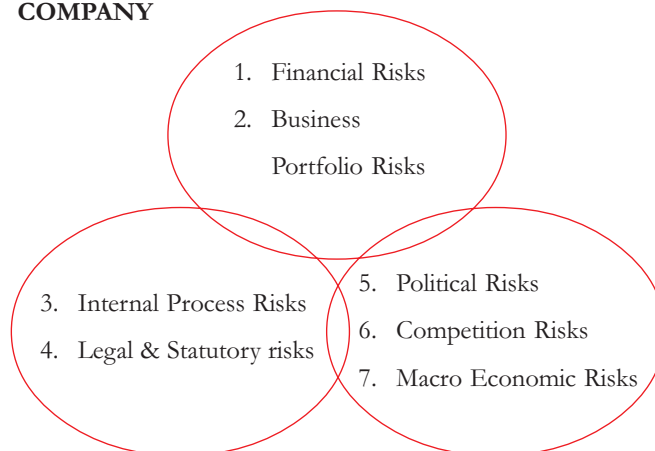 COMPANY
1. Financial Risks
2. Business
Portfolio Risks
3. Internal Process Risks
4. Legal & Statutory risks
5. Political Risks
6. Competition Risks
7. Macro Economic Risks